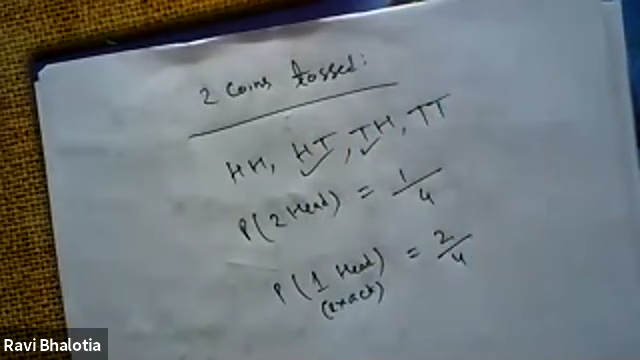 2 Coins tossed:
HH, HT, TH, TT
P(2 Head) = 1/4
P(1 Head) = 2/4
(exact)
Ravi Bhalotia